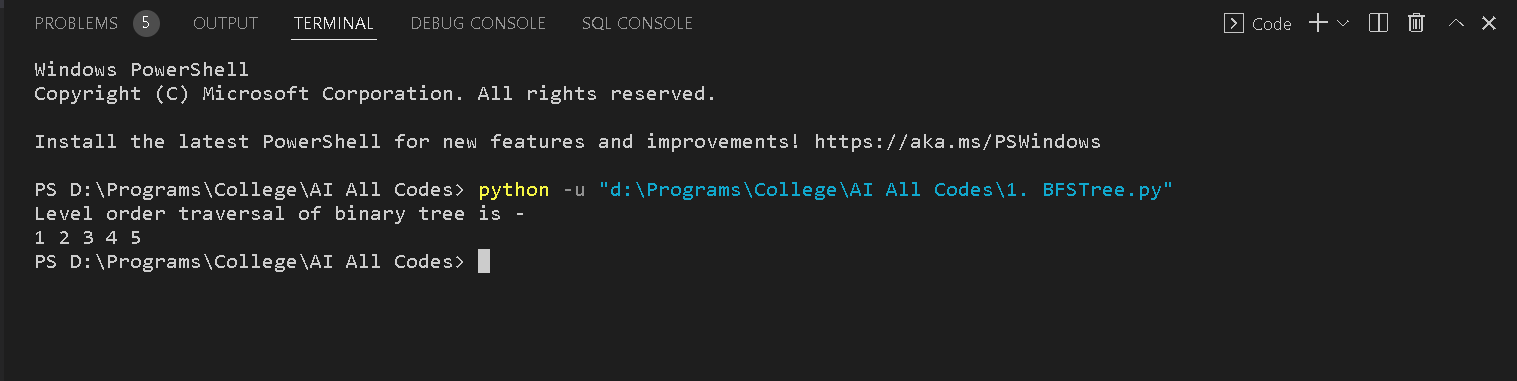 PROBLEMS 5 OUTPUT TERMINAL DEBUG CONSOLE SQL CONSOLE Code
Windows PowerShell
Copyright (C) Microsoft Corporation. All rights reserved.
Install the latest PowerShell for new features and improvements! https://aka.ms/PSWindows
PS D:\Programs\College\AI All Codes> python -u "d:\Programs\College\AI All Codes\1. BFSTree.py"
Level order traversal of binary tree is -
1 2 3 4 5
PS D:\Programs\College\AI All Codes>